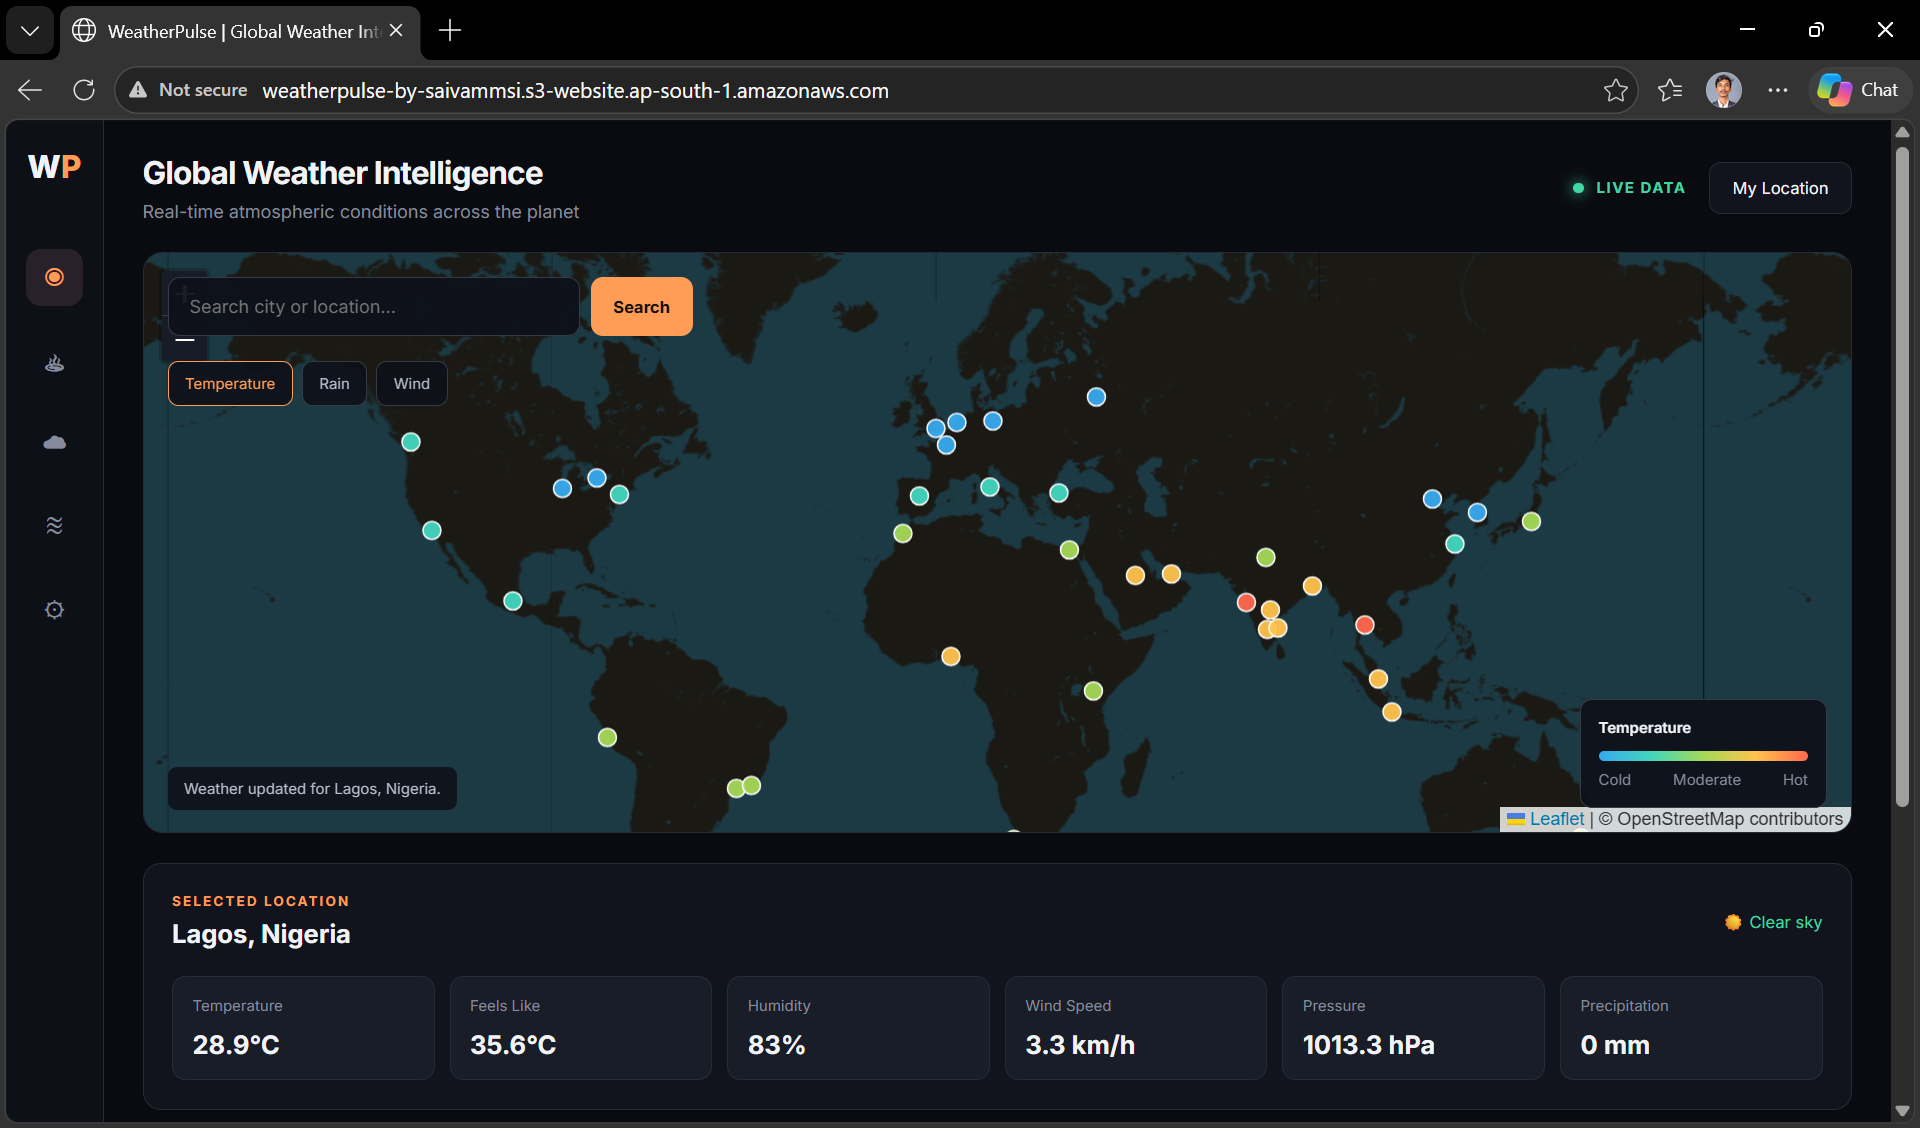 WeatherPulse | Global Weather Int
Not secure weatherpulse-by-saivammsi.s3-website.ap-south-1.amazonaws.com
Chat
WP
Global Weather Intelligence
Real-time atmospheric conditions across the planet
LIVE DATA
My Location
Search city or location...
Search
Temperature
Rain
Wind
Weather updated for Lagos, Nigeria.
Temperature
Cold Moderate Hot
Leaflet | © OpenStreetMap contributors
SELECTED LOCATION
Lagos, Nigeria
Clear sky
Temperature
28.9°C
Feels Like
35.6°C
Humidity
83%
Wind Speed
3.3 km/h
Pressure
1013.3 hPa
Precipitation
0 mm